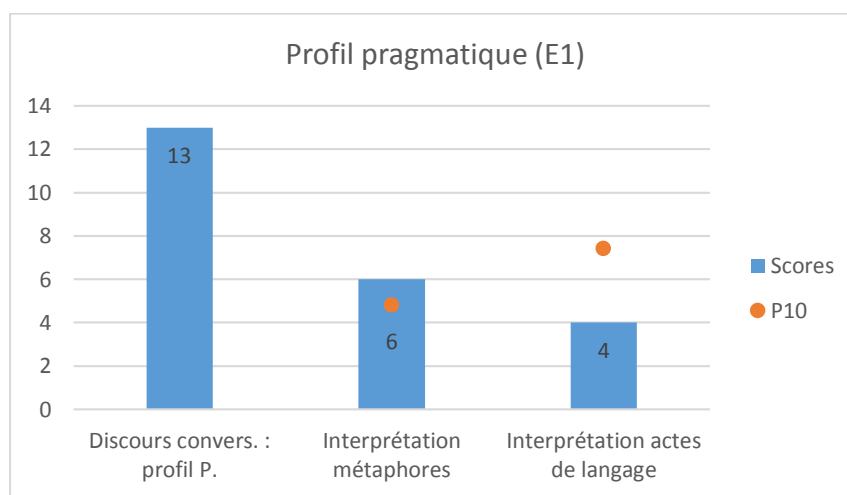 Profil pragmatique (E1)
14
12
10
8
6
4
2
0
13
6
4
Discours convers. :
profil P.
Interprétation
métaphores
Interprétation actes
de langage
Scores
P10